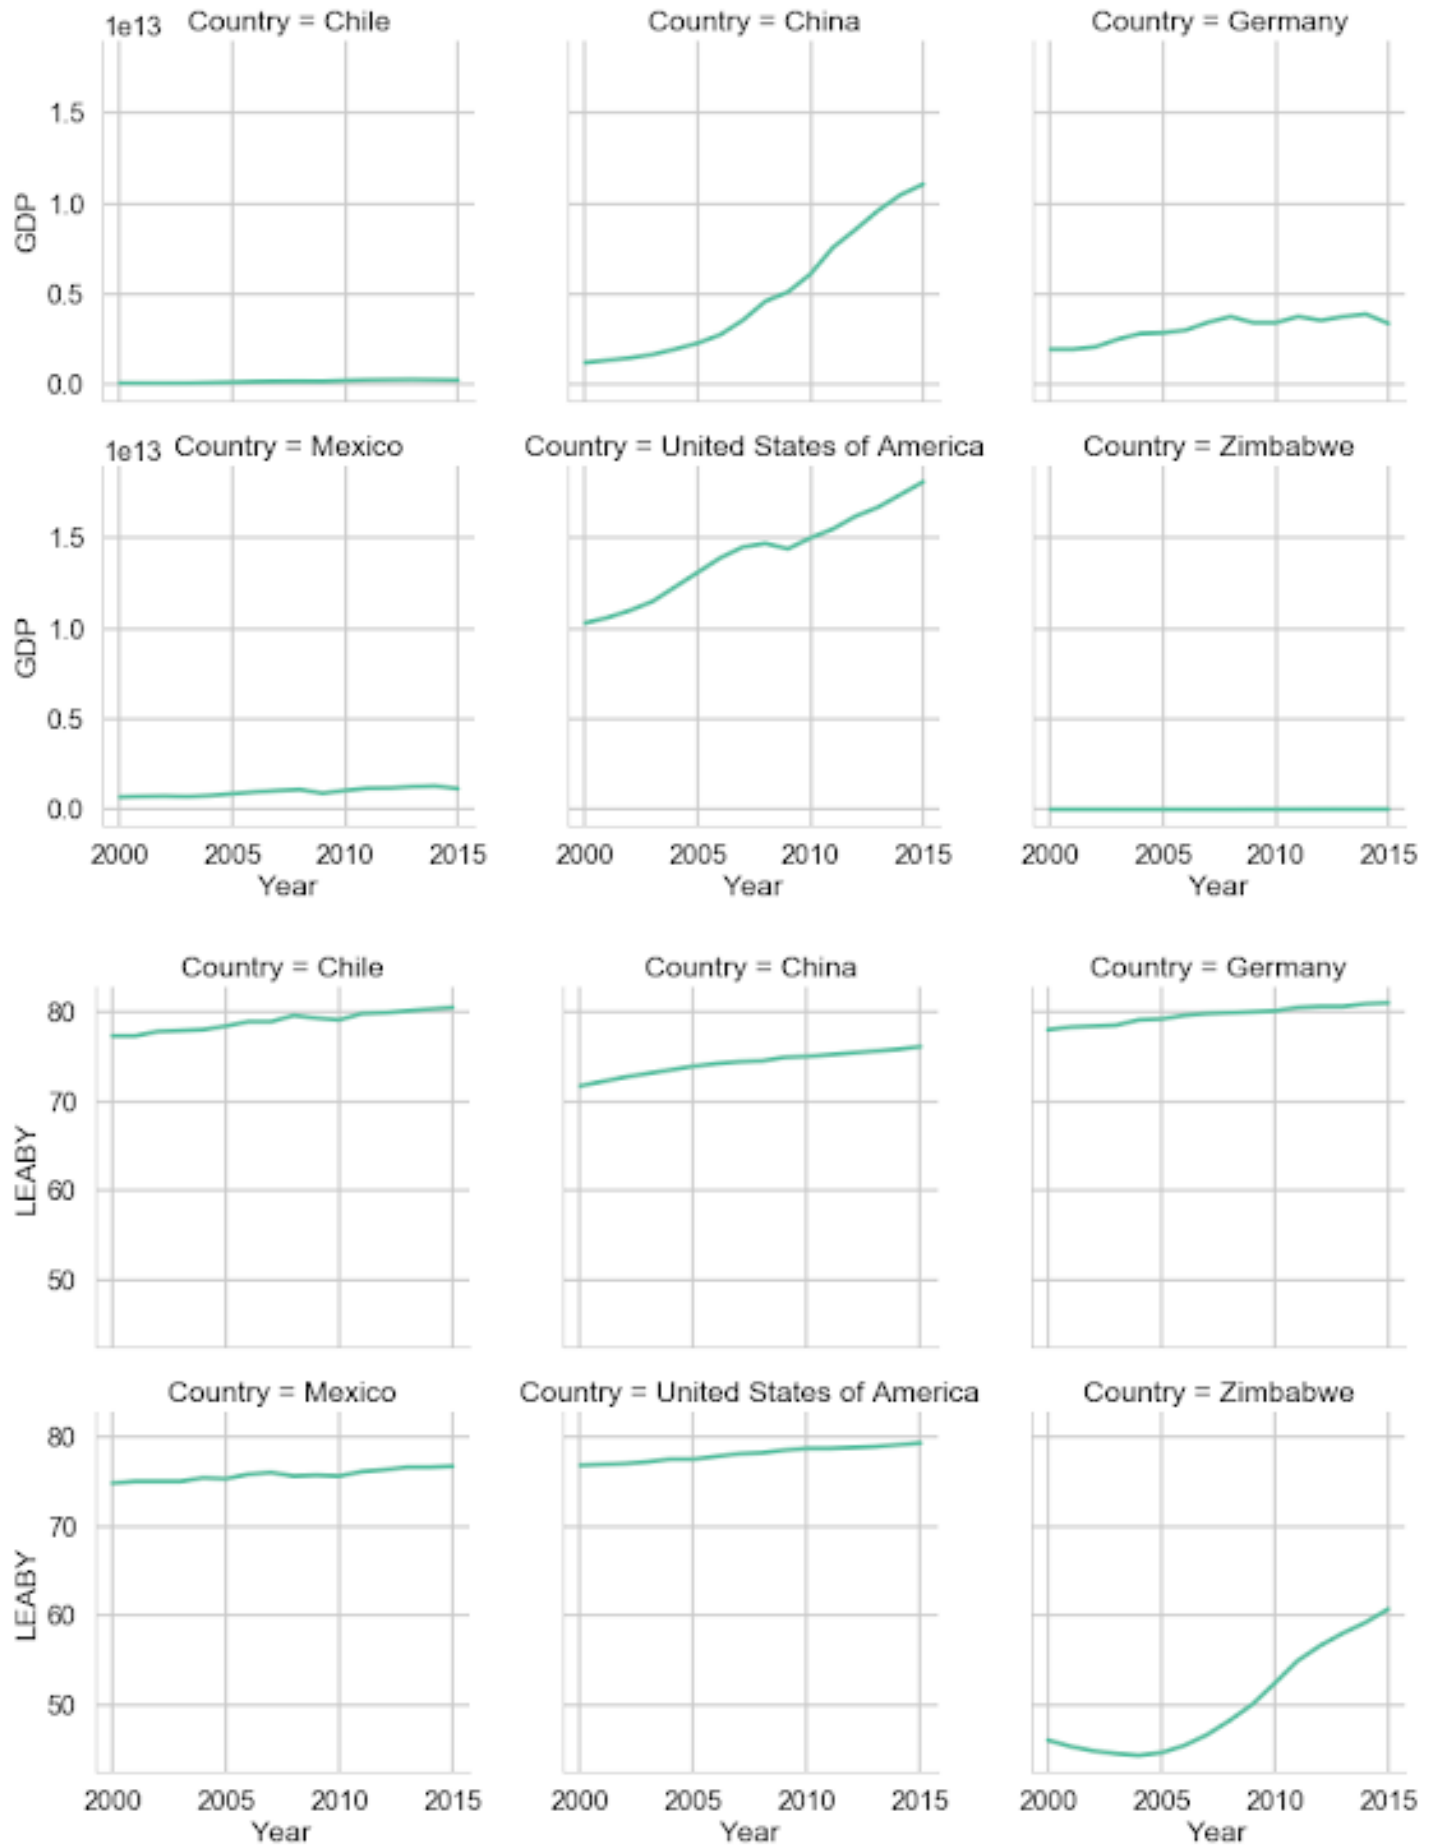 1e13 Country = Chile Country = China Country = Germany
1.5
1.0
0.5
0.0
GDP
1e13 Country = Mexico Country = United States of America Country = Zimbabwe
1.5
1.0
0.5
0.0
GDP
2000 2005 2010 2015 2000 2005 2010 2015 2000 2005 2010 2015
Year Year Year
Country = Chile Country = China Country = Germany
80
70
60
50
LEABY
Country = Mexico Country = United States of America Country = Zimbabwe
80
70
60
50
LEABY
2000 2005 2010 2015 2000 2005 2010 2015 2000 2005 2010 2015
Year Year Year